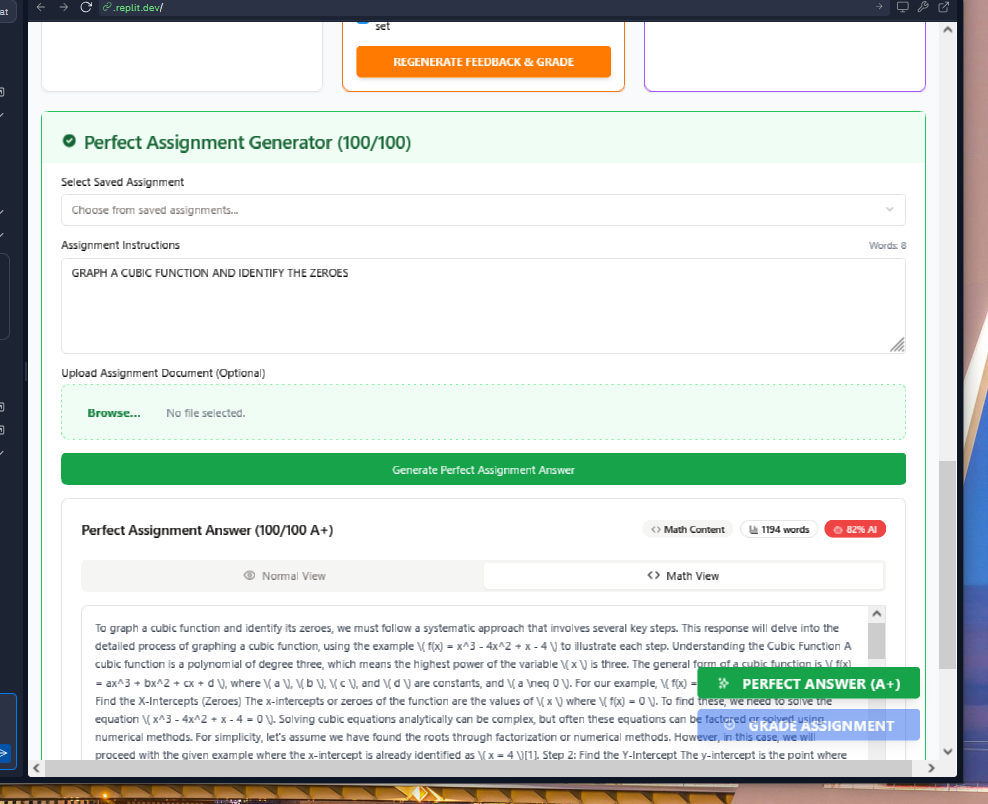 at
.replit.dev/
set
REGENERATE FEEDBACK & GRADE
Perfect Assignment Generator (100/100)
Select Saved Assignment
Choose from saved assignments...
Assignment Instructions
Words: 8
GRAPH A CUBIC FUNCTION AND IDENTIFY THE ZEROES
Upload Assignment Document (Optional)
Browse...
No file selected.
Generate Perfect Assignment Answer
Perfect Assignment Answer (100/100 A+)
<> Math Content
1194 words
82% AI
Normal View
<> Math View
To graph a cubic function and identify its zeroes, we must follow a systematic approach that involves several key steps. This response will delve into the
detailed process of graphing a cubic function, using the example \( f(x) = x^3 - 4x^2 + x - 4 \) to illustrate each step. Understanding the Cubic Function A
cubic function is a polynomial of degree three, which means the highest power of the variable \( x \) is three. The general form of a cubic function is \( f(x)
= ax^3 + bx^2 + cx + d \), where \( a \), \( b \), \( c \), and \( d \) are constants, and \( a \neq 0 \). For our example, \( f(x) =
Find the X-Intercepts (Zeroes) The x-intercepts or zeroes of the function are the values of \( x \) where \( f(x) = 0 \). To find these, we need to solve the
equation \( x^3 - 4x^2 + x - 4 = 0 \). Solving cubic equations analytically can be complex, but often these equations can be factored or solved using
numerical methods. For simplicity, let's assume we have found the roots through factorization or numerical methods. However, in this case, we will
proceed with the given example where the x-intercept is already identified as \( x = 4 \)[1]. Step 2: Find the Y-Intercept The y-intercept is the point where
PERFECT ANSWER (A+)
GRADE ASSIGNMENT